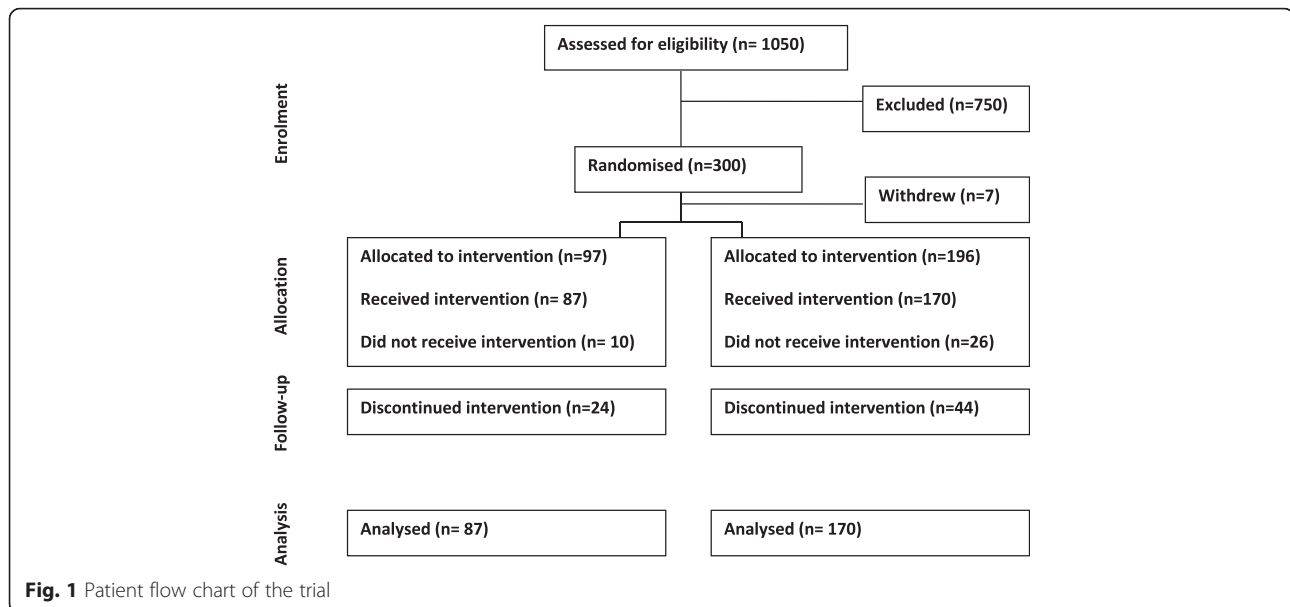 Enrolment
Assessed for eligibility (n= 1050)
Excluded (n=750)
Randomised (n=300)
Withdrew (n=7)
Allocation
Allocated to intervention (n=97)
Received intervention (n= 87)
Did not receive intervention (n= 10)
Allocated to intervention (n=196)
Received intervention (n=170)
Did not receive intervention (n=26)
Follow-up
Discontinued intervention (n=24)
Discontinued intervention (n=44)
Analysis
Analysed (n= 87)
Analysed (n= 170)
Fig. 1 Patient flow chart of the trial